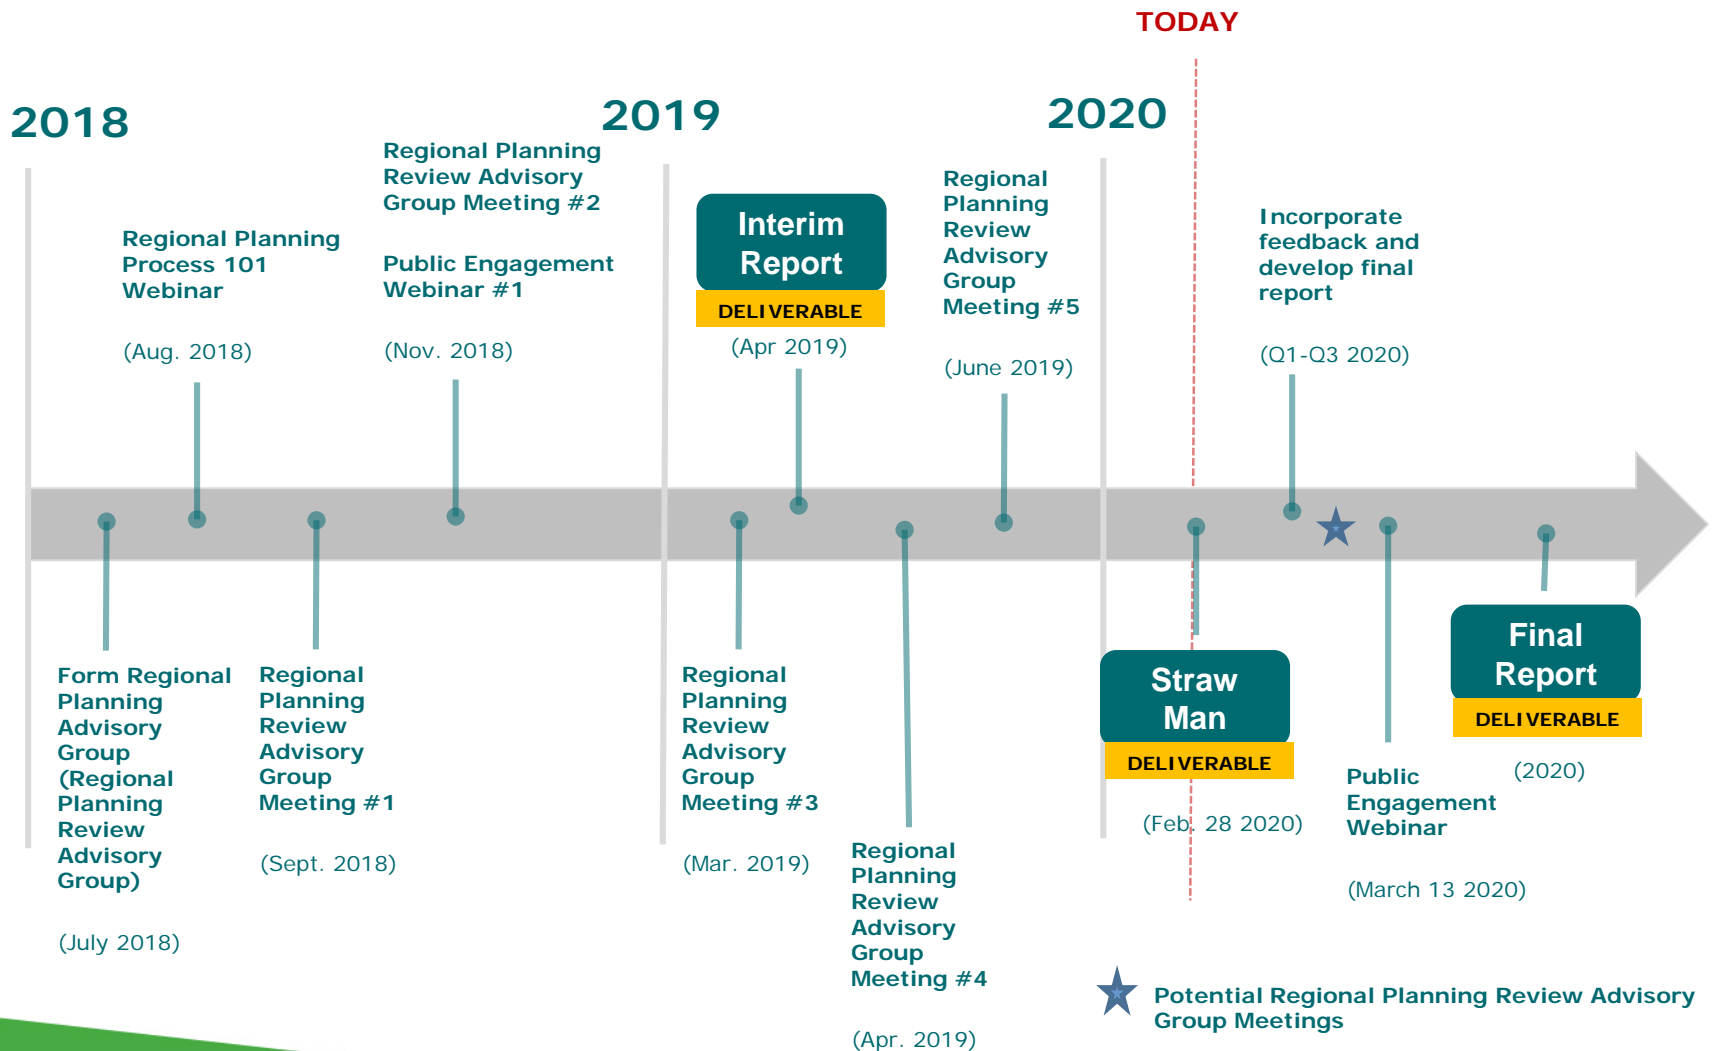 TODAY
2018
2019
2020
Regional Planning
Process 101
Webinar
(Aug. 2018)
Regional Planning
Review Advisory
Group Meeting #2
Public Engagement
Webinar #1
(Nov. 2018)
Interim
Report
DELIVERABLE
(Apr 2019)
Regional
Planning
Review
Advisory
Group
Meeting #5
(June 2019)
Incorporate
feedback and
develop final
report
(Q1-Q3 2020)
Form Regional
Planning
Advisory
Group
(Regional
Planning
Review
Advisory
Group)
(July 2018)
Regional
Planning
Review
Advisory
Group
Meeting #1
(Sept. 2018)
Regional
Planning
Review
Advisory
Group
Meeting #3
(Mar. 2019)
Regional
Planning
Review
Advisory
Group
Meeting #4
(Apr. 2019)
Straw
Man
DELIVERABLE
(Feb. 28 2020)
Public
Engagement
Webinar
(March 13 2020)
Final
Report
DELIVERABLE
(2020)
Potential Regional Planning Review Advisory
Group Meetings